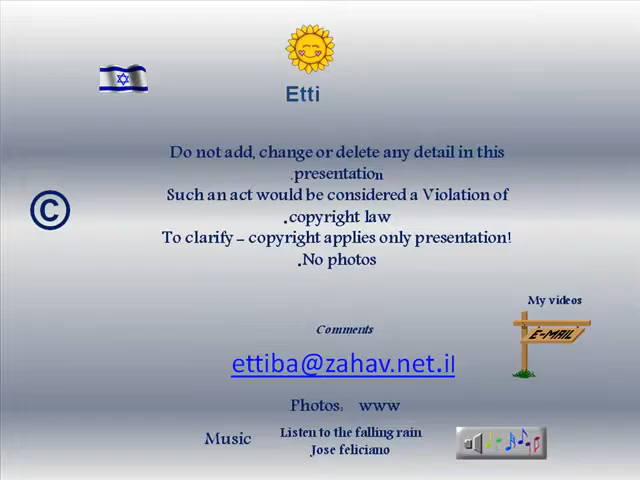 Etti
Do not add, change or delete any detail in this
.presentation
Such an act would be considered a Violation of
.copyright law
To clarify – copyright applies only presentation!
.No photos
©
My videos
E-MAIL
Comments
ettiba@zahav.net.il
Photos: www
Music
Listen to the falling rain
Jose feliciano